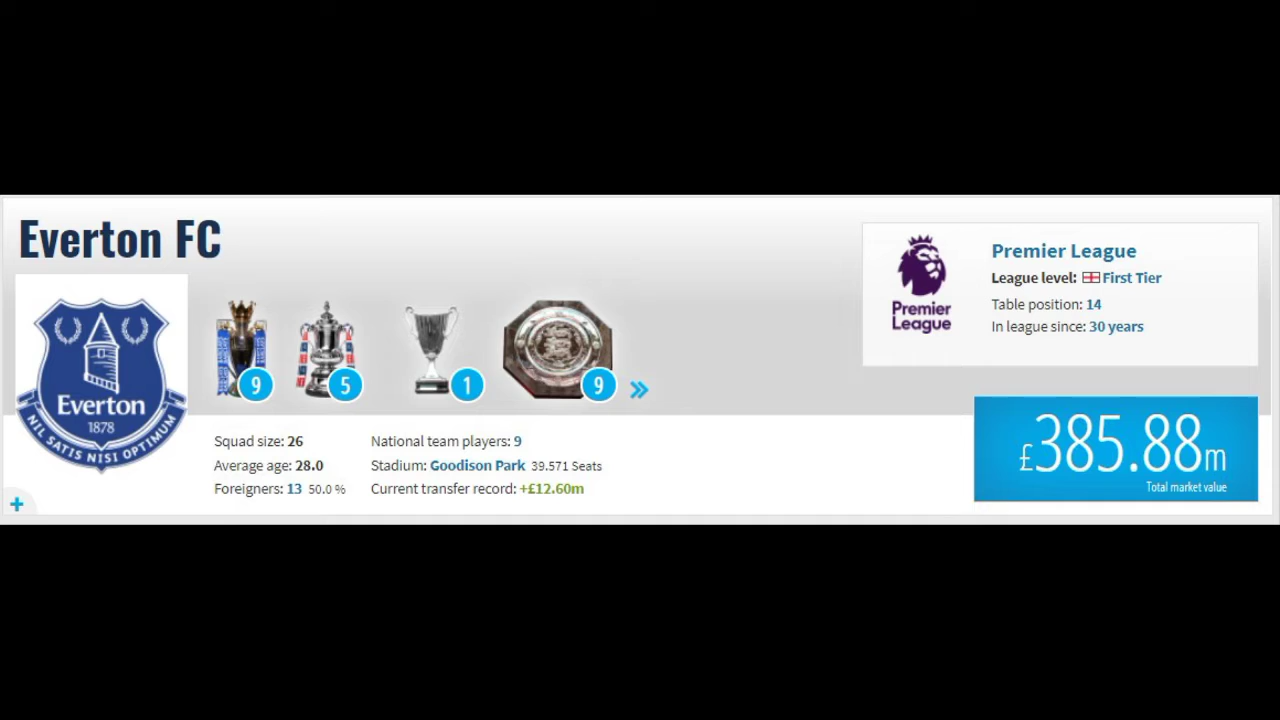 Everton FC
Everton
1878
NIL SATIS NISI OPTIMUM
9
5
1
9
Squad size: 26
Average age: 28.0
Foreigners: 13 50.0 %
National team players: 9
Stadium: Goodison Park 39.571 Seats
Current transfer record: +£12.60m
Premier
League
Premier League
League level: First Tier
Table position: 14
In league since: 30 years
£385.88m
Total market value